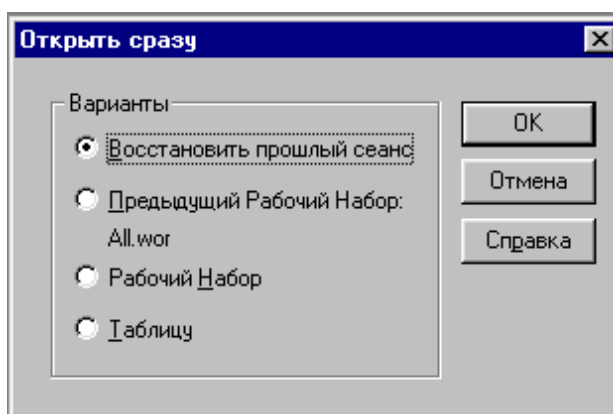 Открыть сразу
Варианты
Восстановить прошлый сеанс
Предыдущий Рабочий Набор:
All.wor
Рабочий Набор
Таблицу
OK
Отмена
Справка